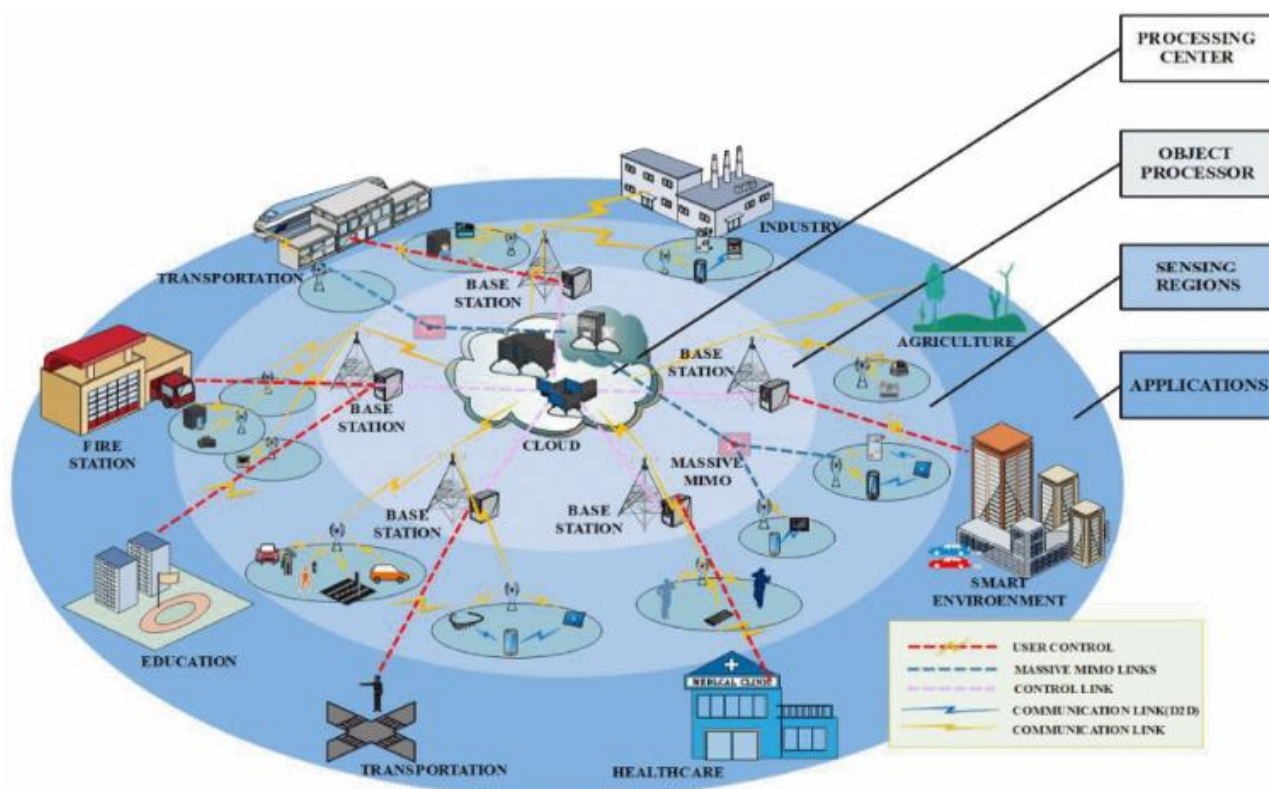 PROCESSING
CENTER
OBJECT
PROCESSOR
SENSING
REGIONS
APPLICATIONS
INDUSTRY
TRANSPORTATION
BASE
STATION
AGRICULTURE
BASE
STATION
BASE
STATION
FIRE
STATION
CLOUD
MASSIVE
MIMO
BASE
STATION
BASE
STATION
SMART
ENVIROENMENT
EDUCATION
MEDICAL CLINIC
TRANSPORTATION
HEALTHCARE
USER CONTROL
MASSIVE MIMO LINKS
CONTROL LINK
COMMUNICATION LINK(D2D)
COMMUNICATION LINK